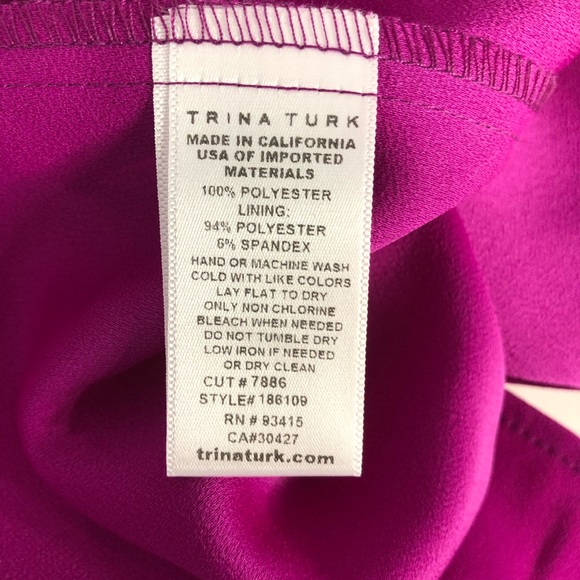 TRINA TURK
MADE IN CALIFORNIA
USA OF IMPORTED
MATERIALS
100% POLYESTER
LINING:
94% POLYESTER
6% SPANDEX
HAND OR MACHINE WASH
COLD WITH LIKE COLORS
LAY FLAT TO DRY
ONLY NON CHLORINE
BLEACH WHEN NEEDED
DO NOT TUMBLE DRY
LOW IRON IF NEEDED
OR DRY CLEAN
CUT # 7886
STYLE# 186109
RN # 93415
CA#30427
trinaturk.com